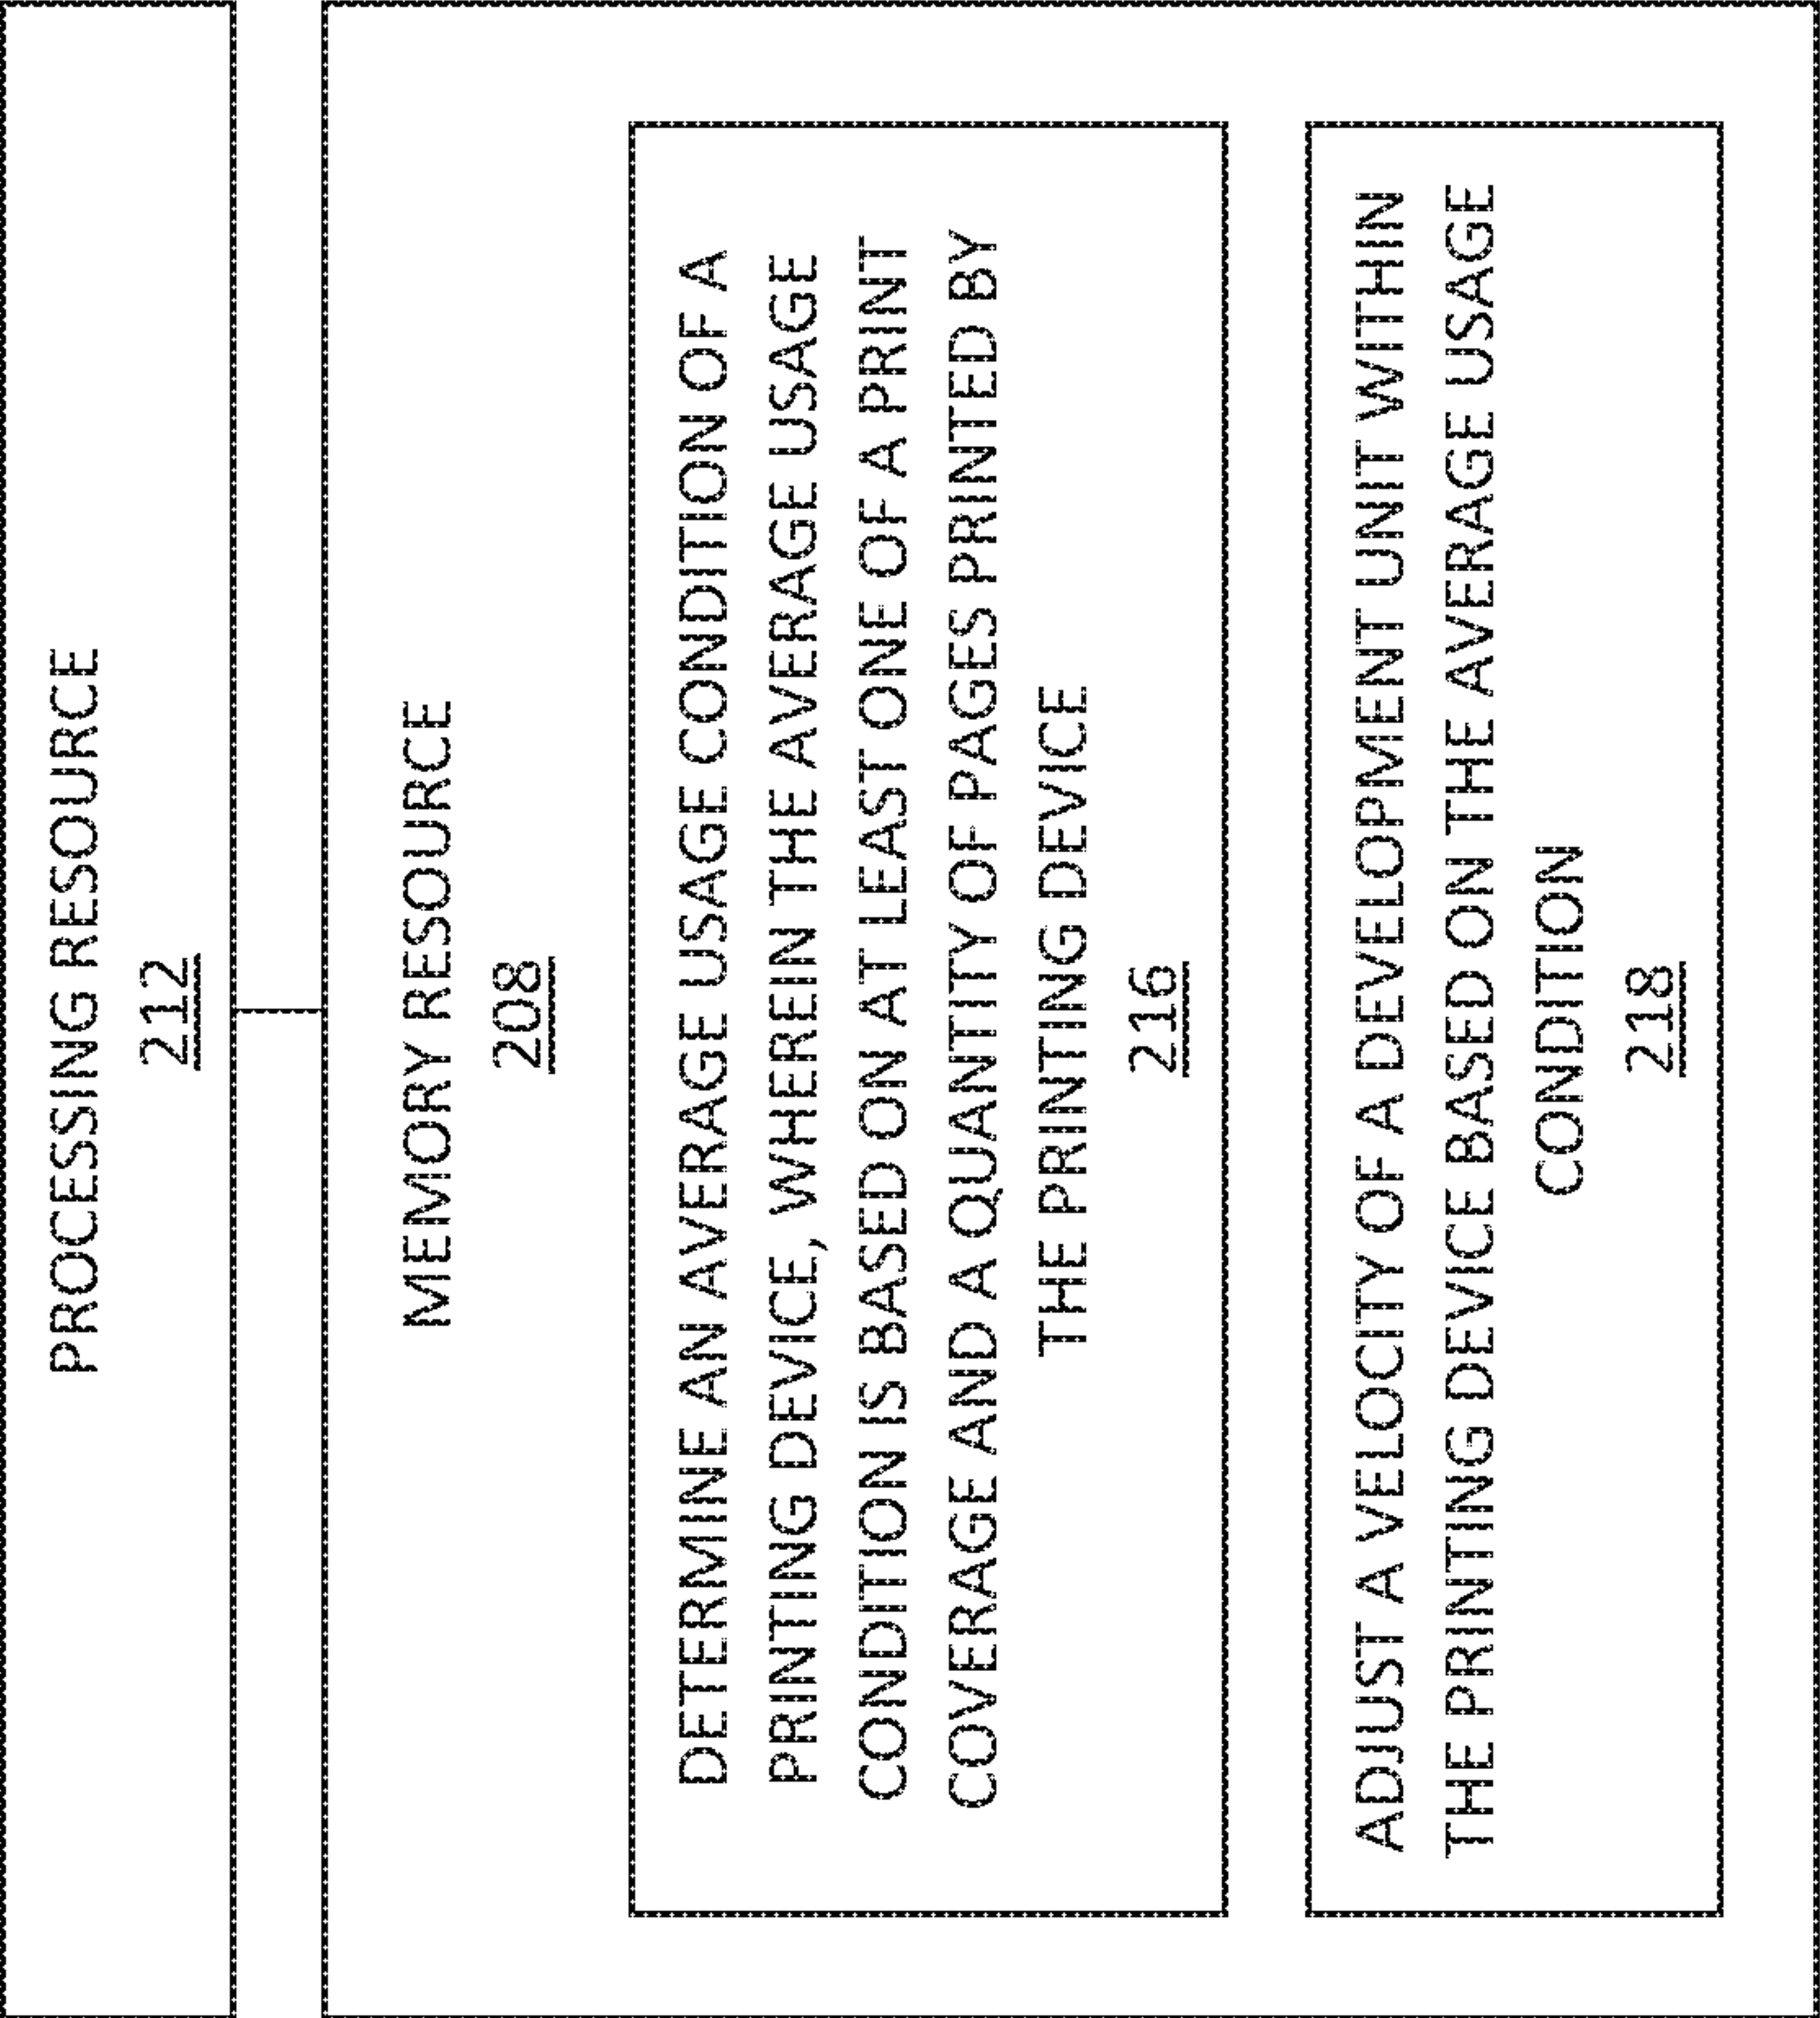 PROCESSING RESOURCE
212
MEMORY RESOURCE
208
DETERMINE AN AVERAGE USAGE CONDITION OF A
PRINTING DEVICE, WHEREIN THE AVERAGE USAGE
CONDITION IS BASED ON AT LEAST ONE OF A PRINT
COVERAGE AND A QUANTITY OF PAGES PRINTED BY
THE PRINTING DEVICE
216
ADJUST A VELOCITY OF A DEVELOPMENT UNIT WITHIN
THE PRINTING DEVICE BASED ON THE AVERAGE USAGE
CONDITION
218